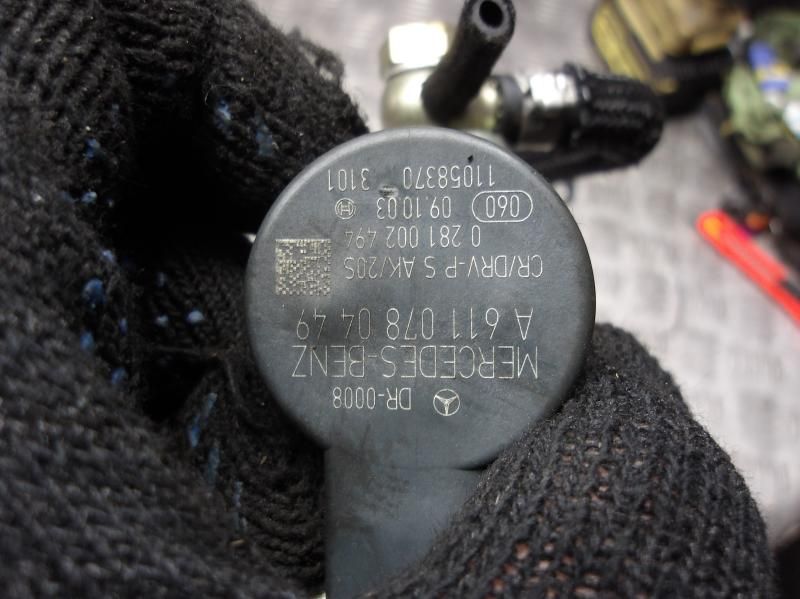 DR-0008
MERCEDES-BENZ
A 611 078 04 49
CR/DRV-P S AK/20S
0 281 002 494
060 09.10.03
11058370 3101